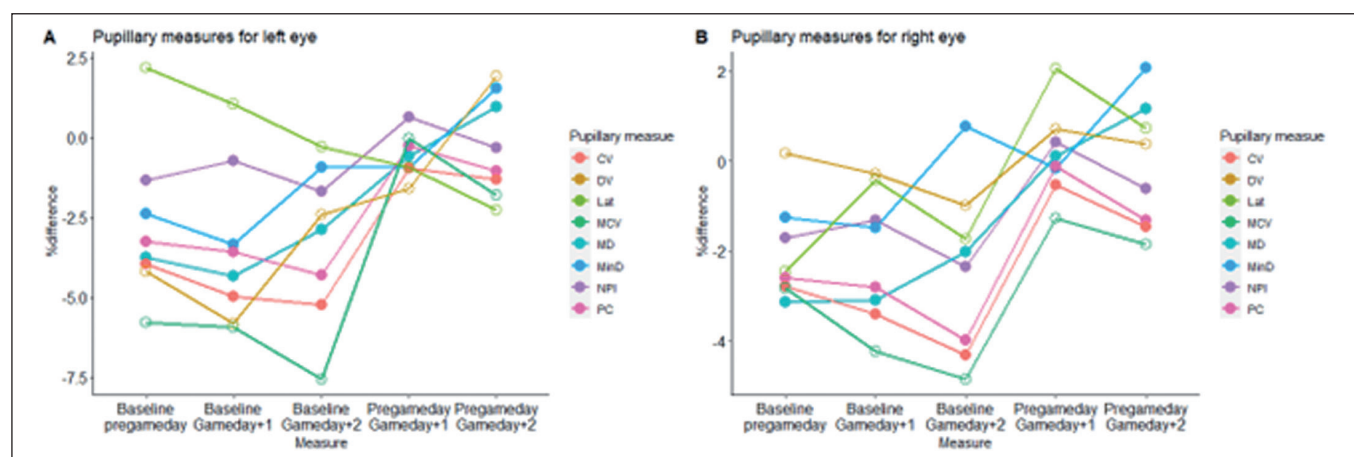 A Pupillary measures for left eye
2.5
0.0
-2.5
-5.0
-7.5
%difference
Baseline pregameday
Baseline Gameday+1
Baseline Gameday+2
Pregameday Gameday+1
Pregameday Gameday+2
Measure
Pupillary measue
CV
DV
Lat
MCV
MD
MinD
NPI
PC
B Pupillary measures for right eye
2
0
-2
-4
%difference
Baseline pregameday
Baseline Gameday+1
Baseline Gameday+2
Pregameday Gameday+1
Pregameday Gameday+2
Measure
Pupillary measue
CV
DV
Lat
MCV
MD
MinD
NPI
PC